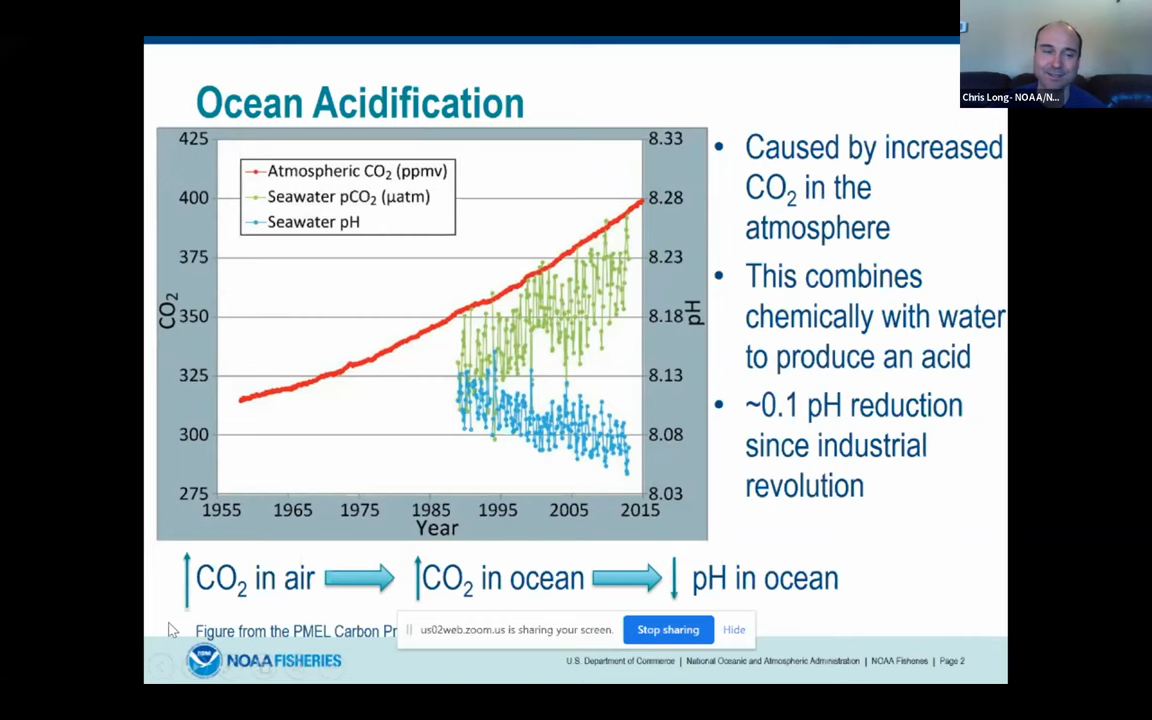 Chris Long- NOAA/N...
Ocean Acidification
425
400
375
350
325
300
275
CO2
8.33
8.28
8.23
8.18
8.13
8.08
8.03
pH
Atmospheric CO2 (ppmv)
Seawater pCO2 (µatm)
Seawater pH
1955 1965 1975 1985 1995 2005 2015
Year
• Caused by increased
CO2 in the
atmosphere
• This combines
chemically with water
to produce an acid
• ~0.1 pH reduction
since industrial
revolution
CO2 in air
CO2 in ocean
pH in ocean
Figure from the PMEL Carbon Pr
us02web.zoom.us is sharing your screen. Stop sharing Hide
NOAA FISHERIES
U.S. Department of Commerce | National Oceanic and Atmospheric Administration | NOAA Fisheries | Page 2